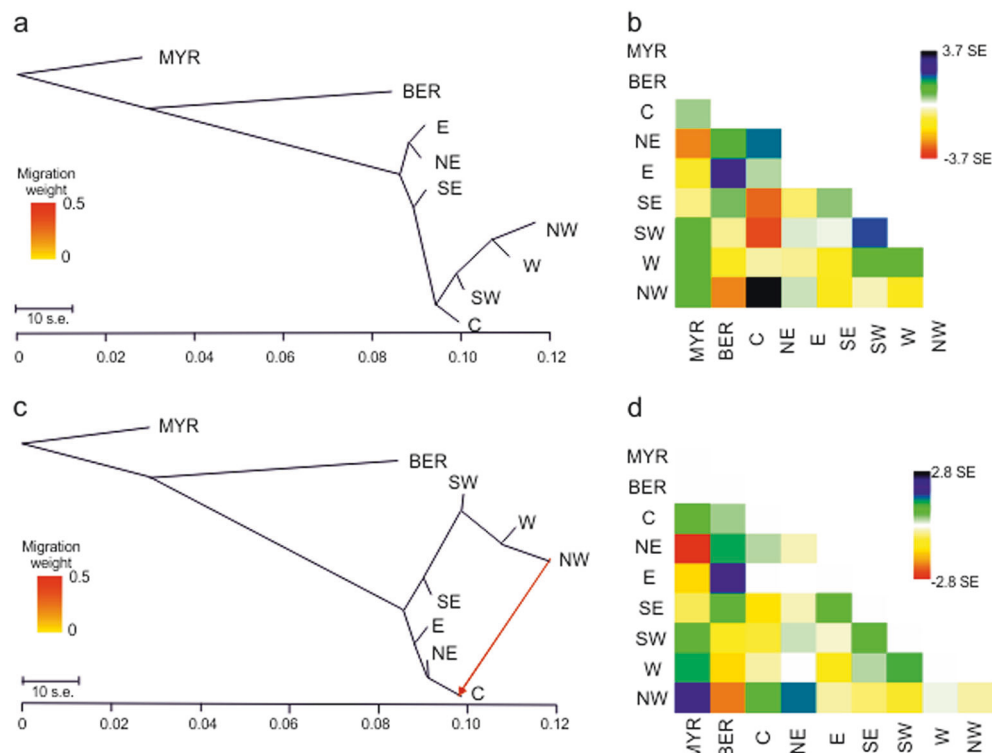 a
MYR
BER
E
NE
SE
NW
W
SW
C
Migration
weight
0.5
0
10 s.e.
0 0.02 0.04 0.06 0.08 0.10 0.12
b
MYR
BER
C
NE
E
SE
SW
W
NW
MYR BER C NE E SE SW W NW
3.7 SE
-3.7 SE
c
MYR
BER
SW
W
NW
SE
E
NE
C
Migration
weight
0.5
0
10 s.e.
0 0.02 0.04 0.06 0.08 0.10 0.12
d
MYR
BER
C
NE
E
SE
SW
W
NW
MYR BER C NE E SE SW W NW
2.8 SE
-2.8 SE